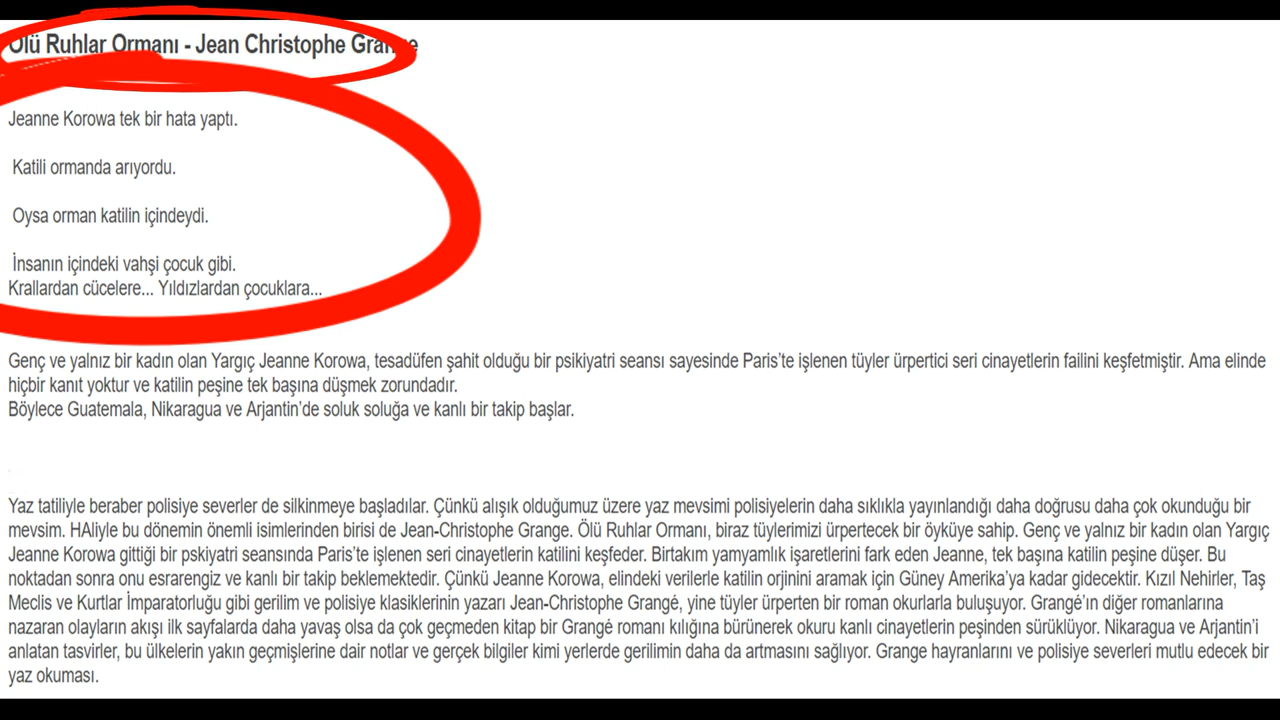 Ölü Ruhlar Ormanı - Jean Christophe Grange
Jeanne Korowa tek bir hata yaptı.
Katili ormanda arıyordu.
Oysa orman katilin içindeydi.
İnsanın içindeki vahşi çocuk gibi.
Krallardan cücelere... Yıldızlardan çocuklara...
Genç ve yalnız bir kadın olan Yargıç Jeanne Korowa, tesadüfen şahit olduğu bir psikiyatri seansı sayesinde Paris'te işlenen tüyler ürpertici seri cinayetlerin failini keşfetmiştir. Ama elinde
hiçbir kanıt yoktur ve katilin peşine tek başına düşmek zorundadır.
Böylece Guatemala, Nikaragua ve Arjantin'de soluk soluğa ve kanlı bir takip başlar.
Yaz tatiliyle beraber polisiye severler de silkinmeye başladılar. Çünkü alışık olduğumuz üzere yaz mevsimi polisiyelerin daha sıklıkla yayınlandığı daha doğrusu daha çok okunduğu bir
mevsim. HAliyle bu dönemin önemli isimlerinden birisi de Jean-Christophe Grange. Ölü Ruhlar Ormanı, biraz tüylerimizi ürpertecek bir öyküye sahip. Genç ve yalnız bir kadın olan Yargıç
Jeanne Korowa gittiği bir pskiyatri seansında Paris'te işlenen seri cinayetlerin katilini keşfeder. Birtakım yamyamlık işaretlerini fark eden Jeanne, tek başına katilin peşine düşer. Bu
noktadan sonra onu esrarengiz ve kanlı bir takip beklemektedir. Çünkü Jeanne Korowa, elindeki verilerle katilin orjinini aramak için Güney Amerika'ya kadar gidecektir. Kızıl Nehirler, Taş
Meclis ve Kurtlar İmparatorluğu gibi gerilim ve polisiye klasiklerinin yazarı Jean-Christophe Grangé, yine tüyler ürperten bir roman okurlarla buluşuyor. Grangé'ın diğer romanlarına
nazaran olayların akışı ilk sayfalarda daha yavaş olsa da çok geçmeden kitap bir Grangé romanı kılığına bürünerek okuru kanlı cinayetlerin peşinden sürüklüyor. Nikaragua ve Arjantin'i
anlatan tasvirler, bu ülkelerin yakın geçmişlerine dair notlar ve gerçek bilgiler kimi yerlerde gerilimin daha da artmasını sağlıyor. Grange hayranlarını ve polisiye severleri mutlu edecek bir
yaz okuması.